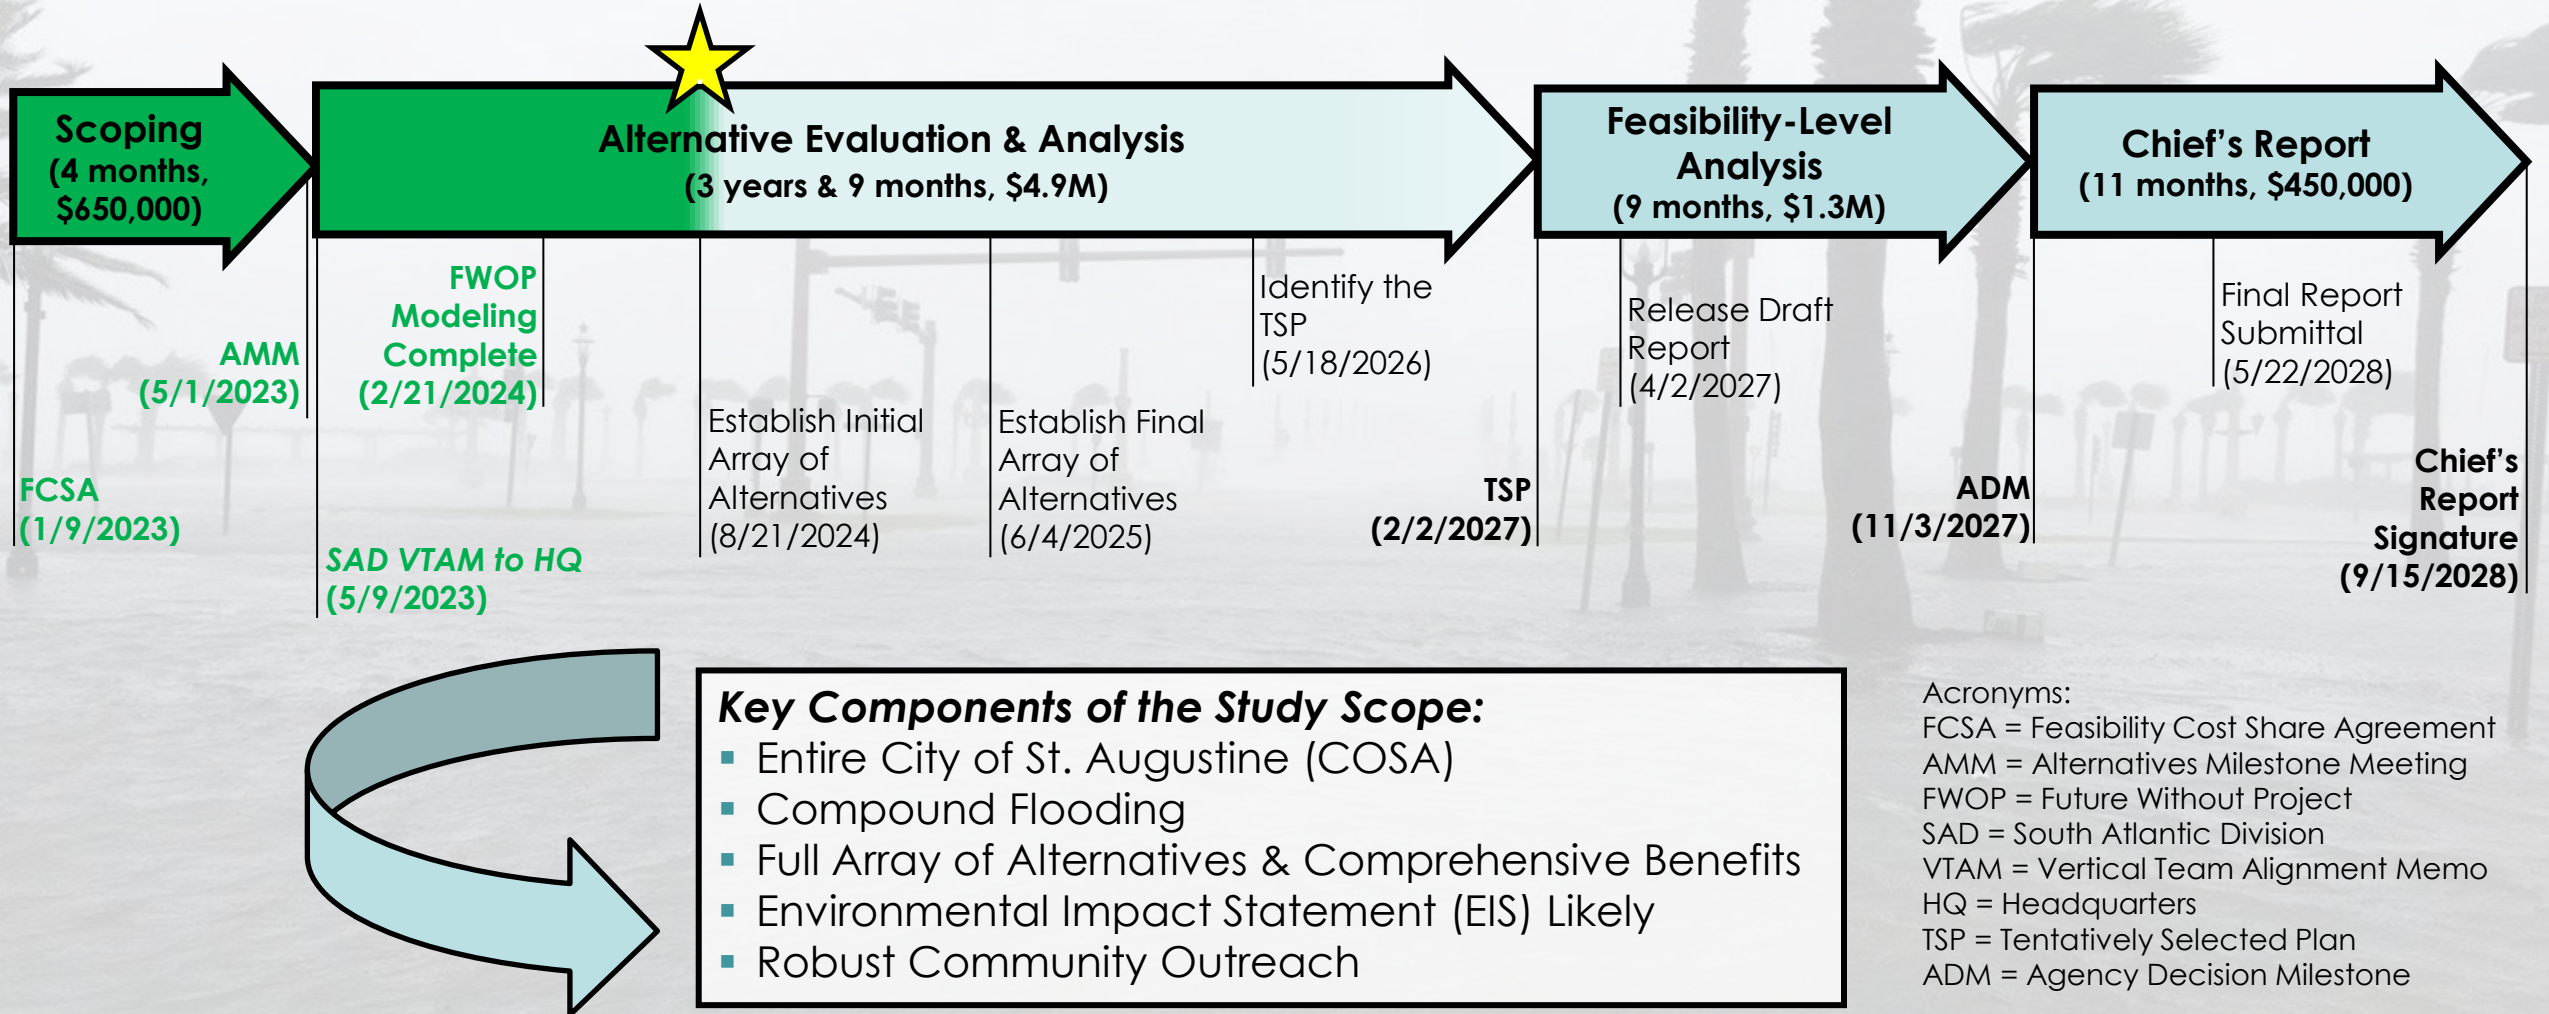 Scoping
(4 months,
$650,000)
Alternative Evaluation & Analysis
(3 years & 9 months, $4.9M)
Feasibility-Level
Analysis
(9 months, $1.3M)
Chief's Report
(11 months, $450,000)
FCSA
(1/9/2023)
AMM
(5/1/2023)
SAD VTAM to HQ
(5/9/2023)
FWOP
Modeling
Complete
(2/21/2024)
Establish Initial
Array of
Alternatives
(8/21/2024)
Establish Final
Array of
Alternatives
(6/4/2025)
Identify the
TSP
(5/18/2026)
TSP
(2/2/2027)
Release Draft
Report
(4/2/2027)
ADM
(11/3/2027)
Final Report
Submittal
(5/22/2028)
Chief's
Report
Signature
(9/15/2028)
Key Components of the Study Scope:
▪ Entire City of St. Augustine (COSA)
▪ Compound Flooding
▪ Full Array of Alternatives & Comprehensive Benefits
▪ Environmental Impact Statement (EIS) Likely
▪ Robust Community Outreach
Acronyms:
FCSA = Feasibility Cost Share Agreement
AMM = Alternatives Milestone Meeting
FWOP = Future Without Project
SAD = South Atlantic Division
VTAM = Vertical Team Alignment Memo
HQ = Headquarters
TSP = Tentatively Selected Plan
ADM = Agency Decision Milestone